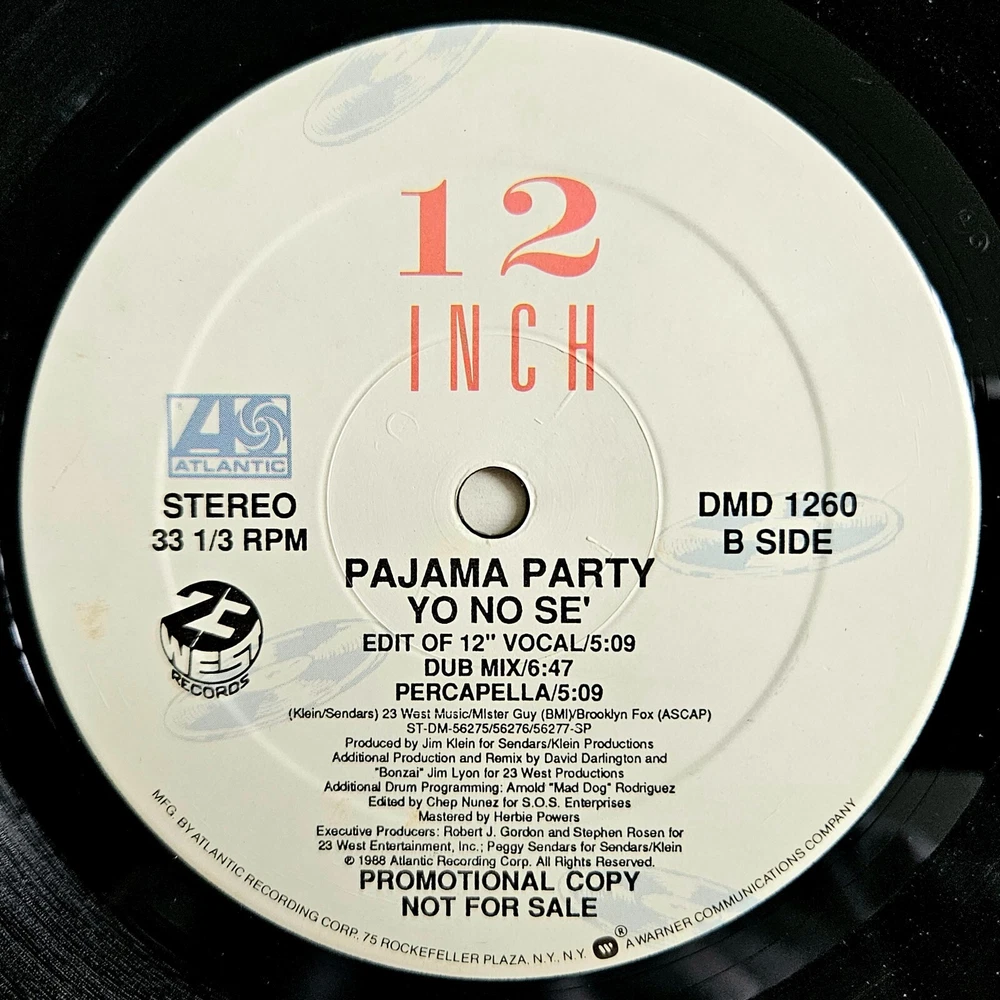 12
INCH
ATLANTIC
STEREO
33 1/3 RPM
DMD 1260
B SIDE
23
WEST
RECORDS
PAJAMA PARTY
YO NO SE'
EDIT OF 12" VOCAL/5:09
DUB MIX/6:47
PERCAPELLA/5:09
(Klein/Sendars) 23 West Music/MIster Guy (BMI)/Brooklyn Fox (ASCAP)
ST-DM-56275/56276/56277-SP
Produced by Jim Klein for Sendars/Klein Productions
Additional Production and Remix by David Darlington and
"Bonzai" Jim Lyon for 23 West Productions
Additional Drum Programming: Arnold "Mad Dog" Rodriguez
Edited by Chep Nunez for S.O.S. Enterprises
Mastered by Herbie Powers
Executive Producers: Robert J. Gordon and Stephen Rosen for
23 West Entertainment, Inc.; Peggy Sendars for Sendars/Klein
℗ 1988 Atlantic Recording Corp. All Rights Reserved.
PROMOTIONAL COPY
NOT FOR SALE
MFG. BY ATLANTIC RECORDING CORP., 75 ROCKEFELLER PLAZA, N.Y., N.Y. ® A WARNER COMMUNICATIONS COMPANY